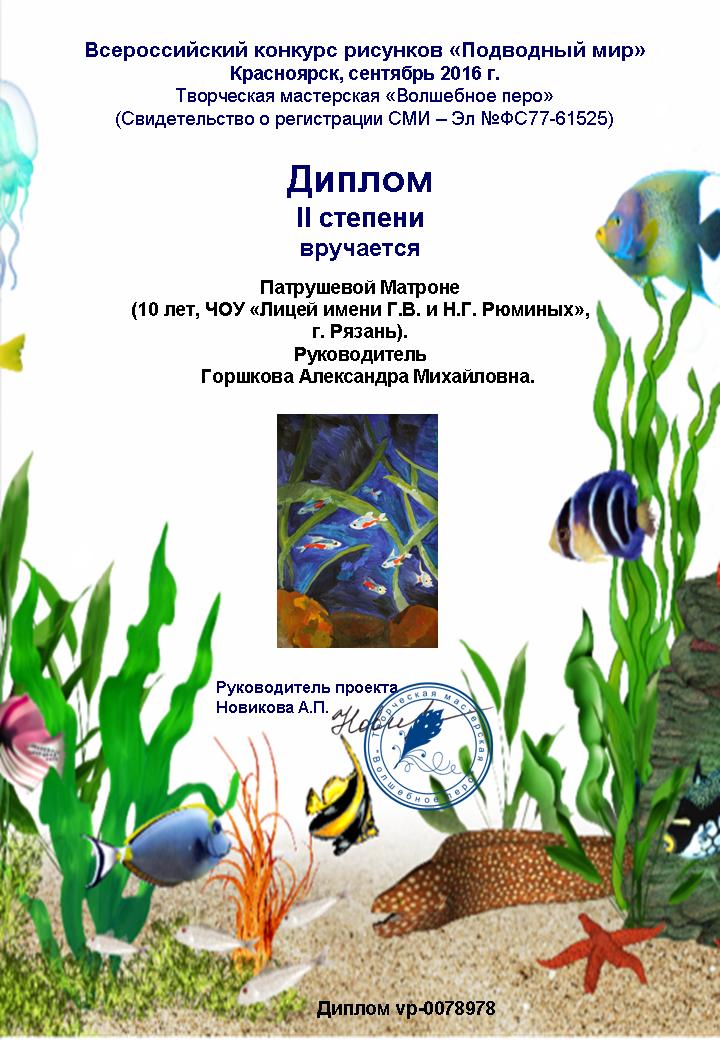 Всероссийский конкурс рисунков «Подводный мир»
Красноярск, сентябрь 2016 г.
Творческая мастерская «Волшебное перо»
(Свидетельство о регистрации СМИ – Эл №ФС77-61525)
Диплом
II степени
вручается
Патрушевой Матроне
(10 лет, ЧОУ «Лицей имени Г.В. и Н.Г. Рюминых»,
г. Рязань).
Руководитель
Горшкова Александра Михайловна.
Руководитель проекта
Новикова А.П.
Творческая мастерская
Волшебное перо
Диплом vp-0078978